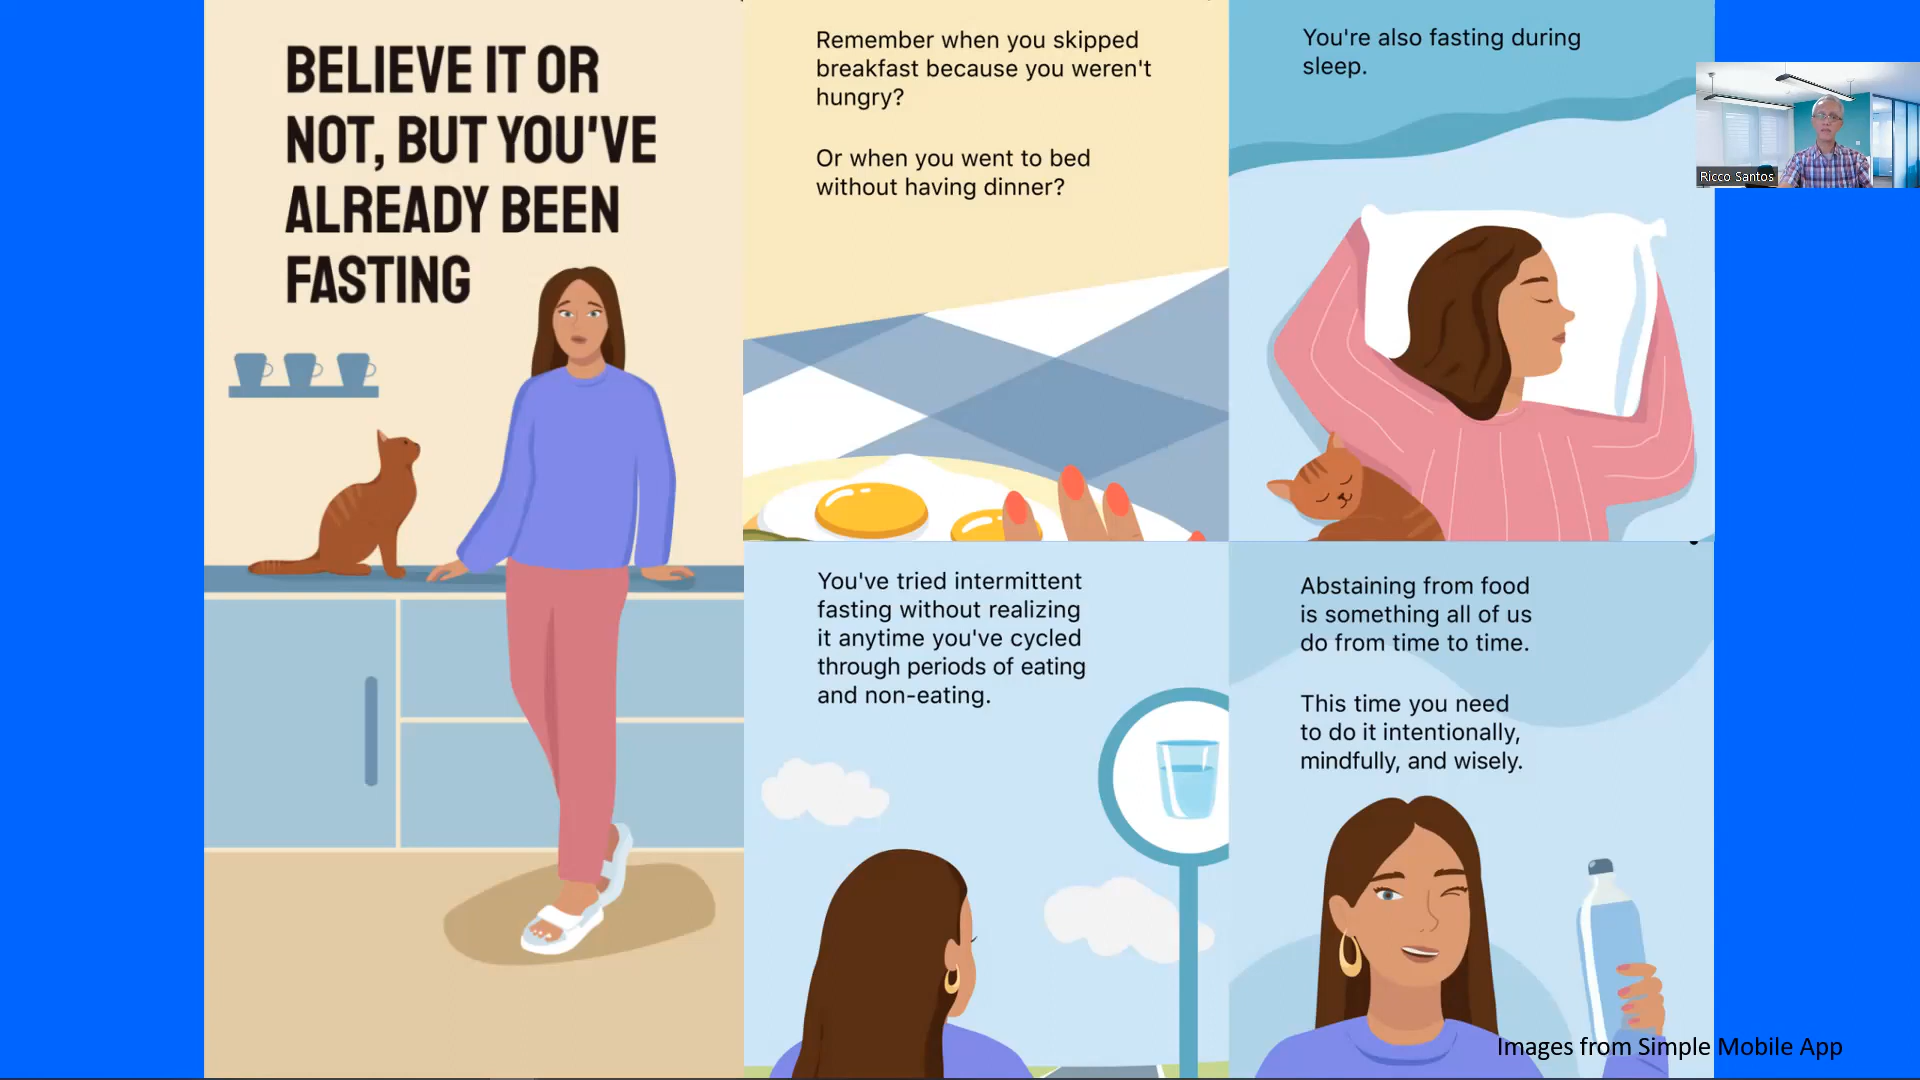 BELIEVE IT OR
NOT, BUT YOU'VE
ALREADY BEEN
FASTING
Remember when you skipped
breakfast because you weren't
hungry?
Or when you went to bed
without having dinner?
You're also fasting during
sleep.
Ricco Santos
You've tried intermittent
fasting without realizing
it anytime you've cycled
through periods of eating
and non-eating.
Abstaining from food
is something all of us
do from time to time.
This time you need
to do it intentionally,
mindfully, and wisely.
Images from Simple Mobile App